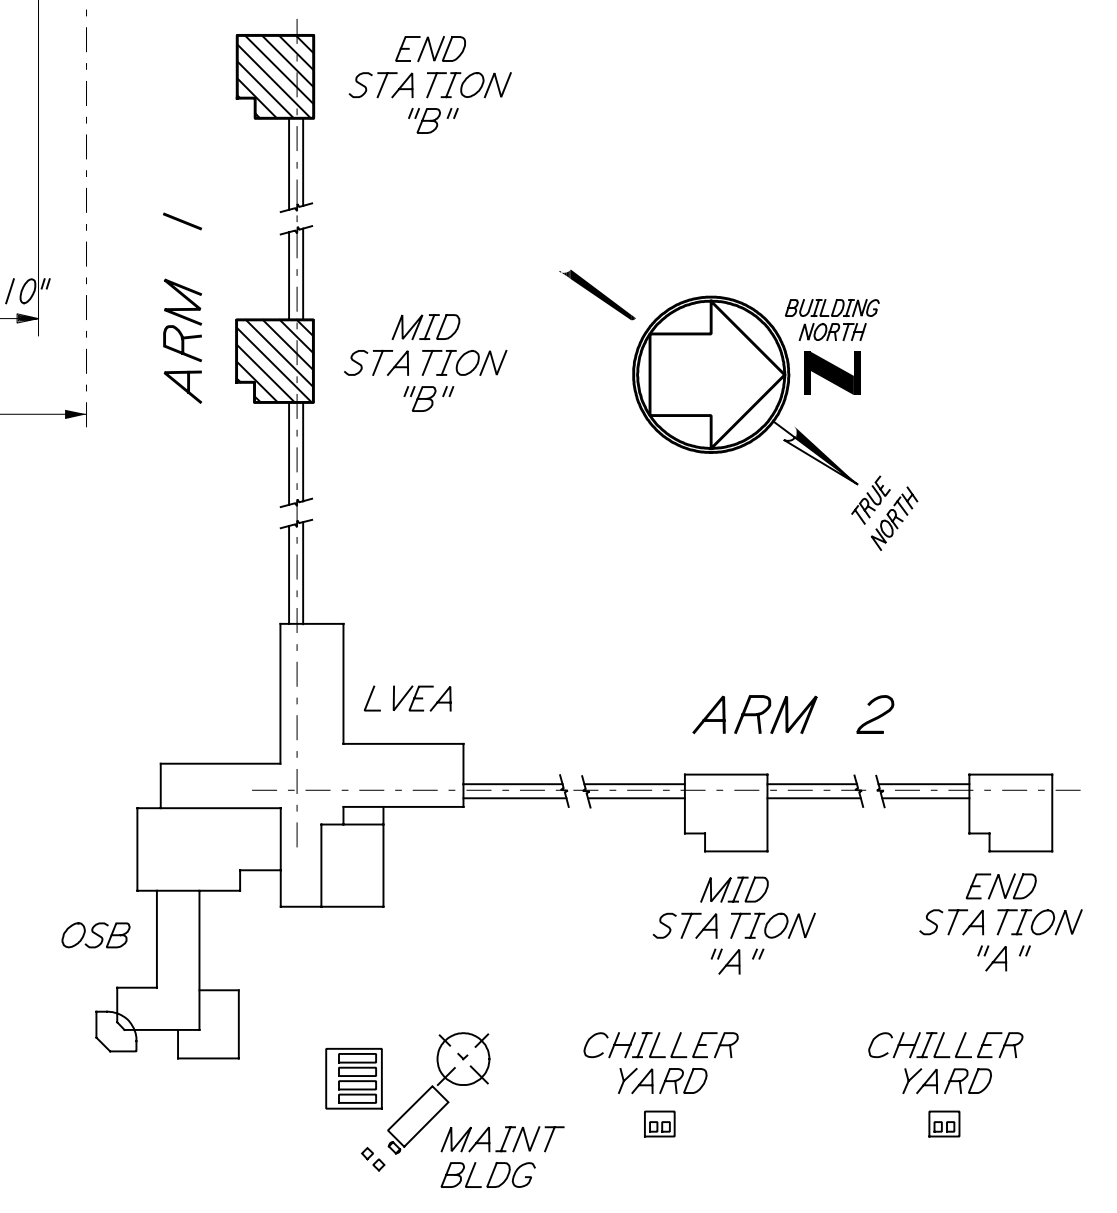 END
STATION
"B"
ARM 1
10"
MID
STATION
"B"
BUILDING
NORTH
N
TRUE
NORTH
LVEA
ARM 2
MID
STATION
"A"
END
STATION
"A"
OSB
CHILLER
YARD
CHILLER
YARD
MAINT
BLDG